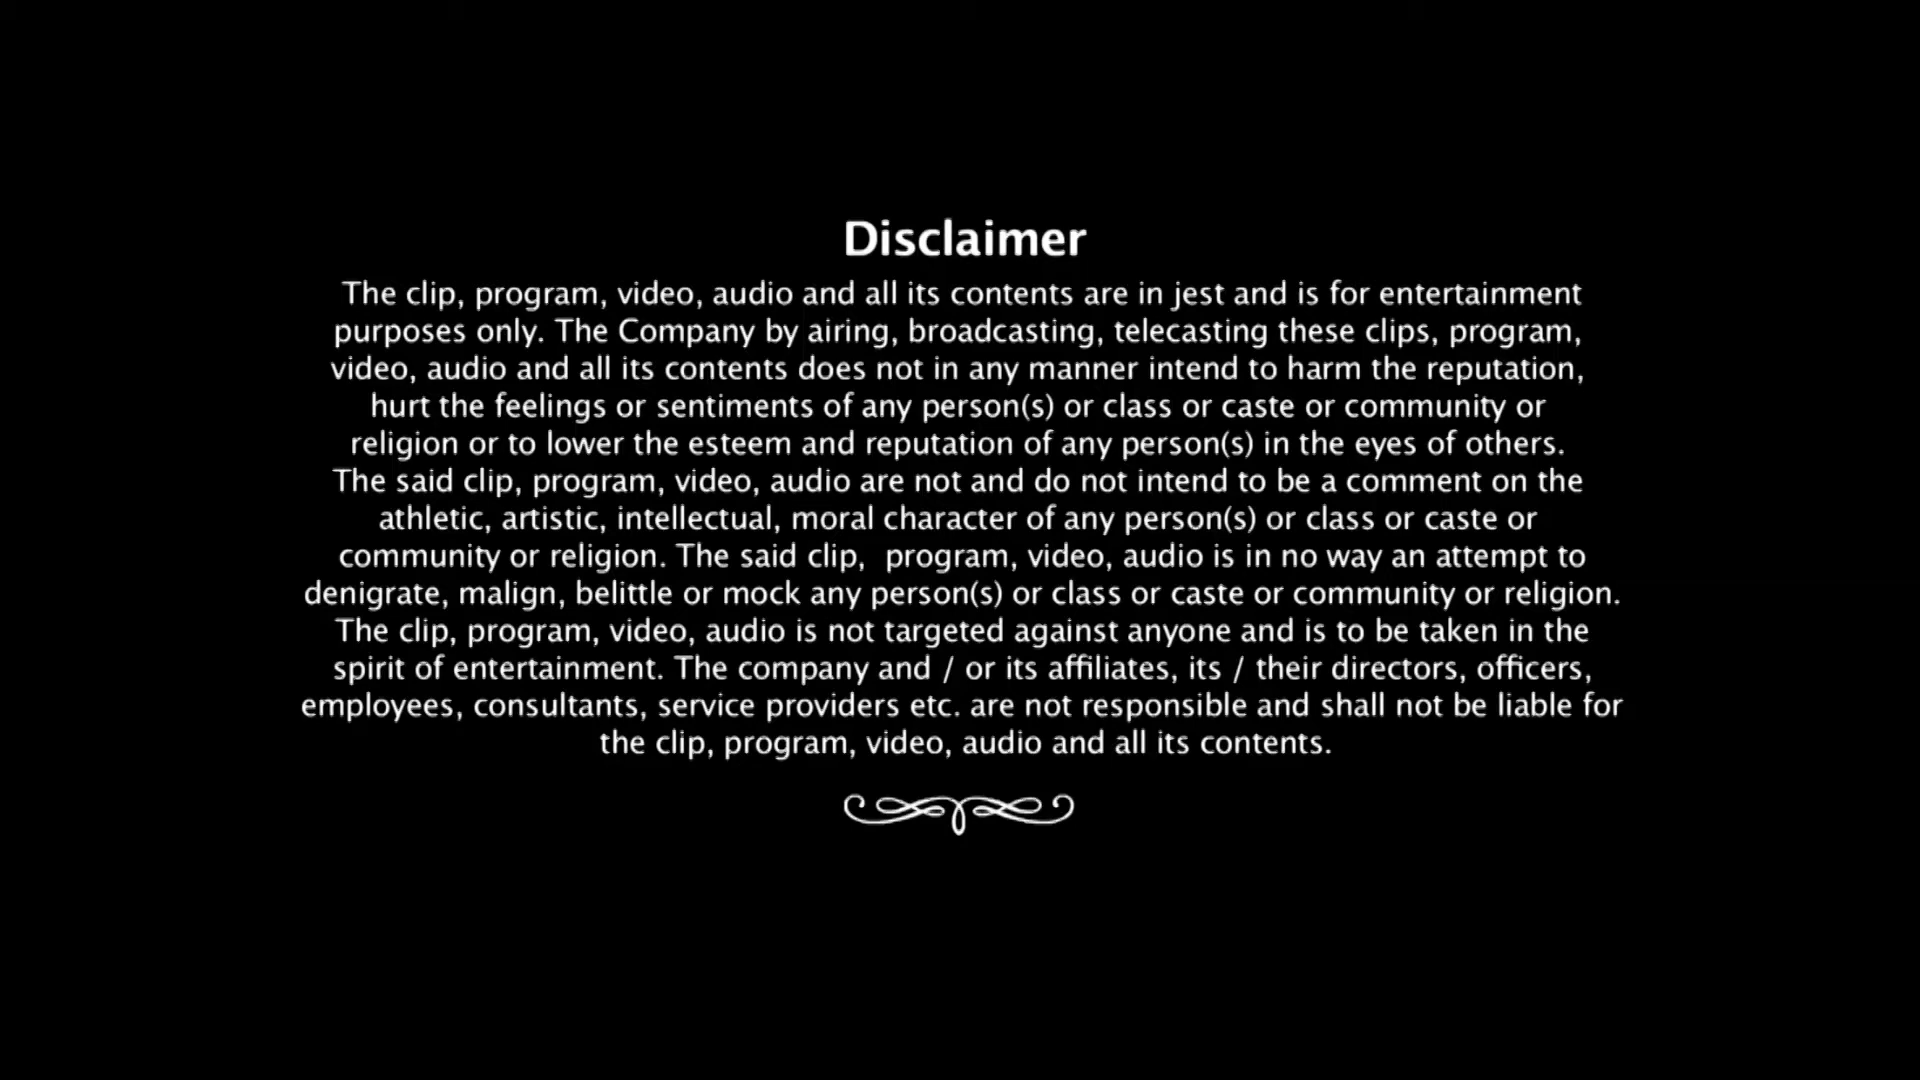 Disclaimer
The clip, program, video, audio and all its contents are in jest and is for entertainment
purposes only. The Company by airing, broadcasting, telecasting these clips, program,
video, audio and all its contents does not in any manner intend to harm the reputation,
hurt the feelings or sentiments of any person(s) or class or caste or community or
religion or to lower the esteem and reputation of any person(s) in the eyes of others.
The said clip, program, video, audio are not and do not intend to be a comment on the
athletic, artistic, intellectual, moral character of any person(s) or class or caste or
community or religion. The said clip,  program, video, audio is in no way an attempt to
denigrate, malign, belittle or mock any person(s) or class or caste or community or religion.
The clip, program, video, audio is not targeted against anyone and is to be taken in the
spirit of entertainment. The company and / or its affiliates, its / their directors, officers,
employees, consultants, service providers etc. are not responsible and shall not be liable for
the clip, program, video, audio and all its contents.